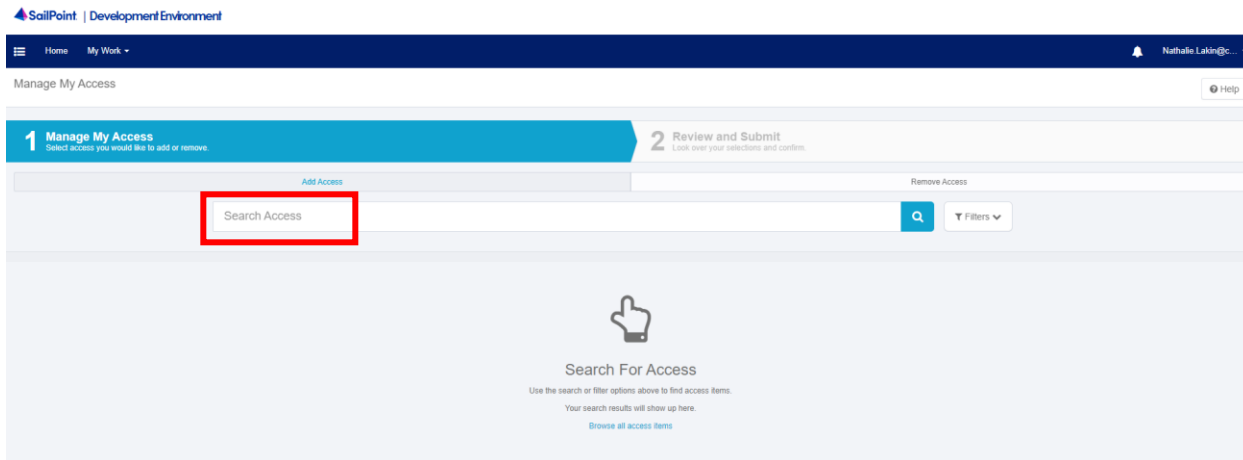 SailPoint | Development Environment
Home My Work
Nathalie.Lakin@c...
Manage My Access
Help
1 Manage My Access
Select access you would like to add or remove.
2 Review and Submit
Look over your selections and confirm.
Add Access
Remove Access
Search Access
Filters
Search For Access
Use the search or filter options above to find access items.
Your search results will show up here.
Browse all access items